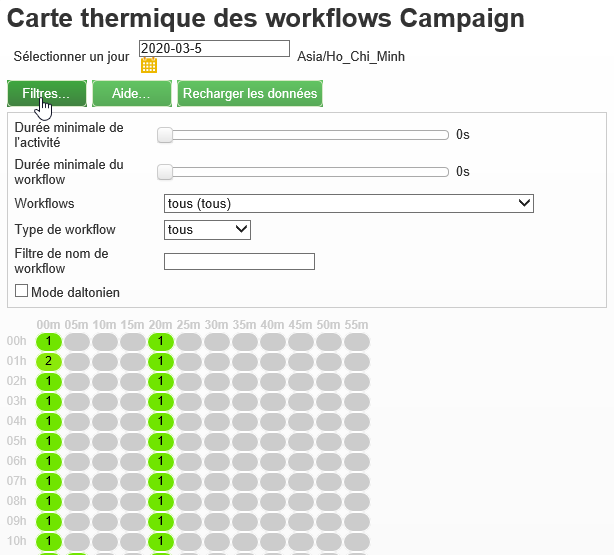 Carte thermique des workflows Campaign
Sélectionner un jour 2020-03-5 Asia/Ho_Chi_Minh
Filtres... Aide... Recharger les données
Durée minimale de l'activité 0s
Durée minimale du workflow 0s
Workflows tous (tous)
Type de workflow tous
Filtre de nom de workflow
Mode daltonien
00m 05m 10m 15m 20m 25m 30m 35m 40m 45m 50m 55m
00h 1 1
01h 2 1
02h 1 1
03h 1 1
04h 1 1
05h 1 1
06h 1 1
07h 1 1
08h 1 1
09h 1 1
10h 1 1